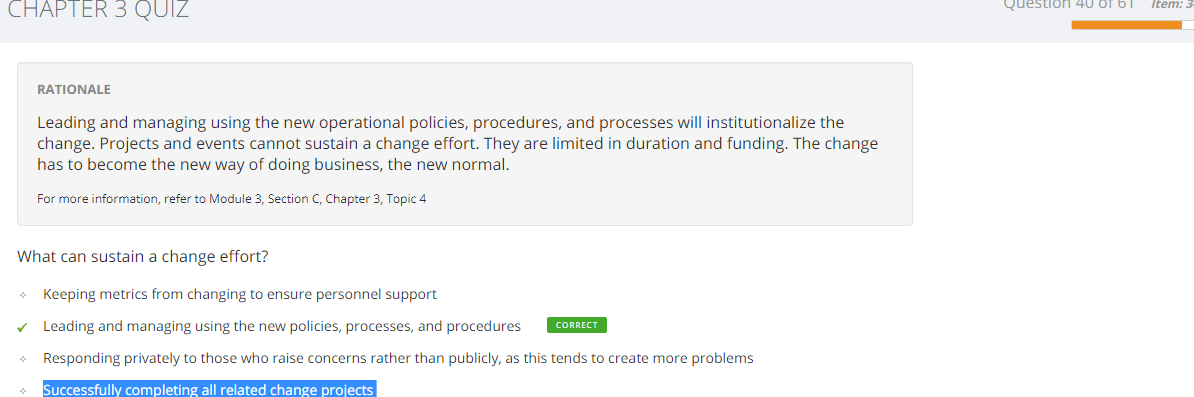 CHAPTER 3 QUIZ
Question 40 of 61 Item:
RATIONALE
Leading and managing using the new operational policies, procedures, and processes will institutionalize the
change. Projects and events cannot sustain a change effort. They are limited in duration and funding. The change
has to become the new way of doing business, the new normal.
For more information, refer to Module 3, Section C, Chapter 3, Topic 4
What can sustain a change effort?
Keeping metrics from changing to ensure personnel support
Leading and managing using the new policies, processes, and procedures CORRECT
Responding privately to those who raise concerns rather than publicly, as this tends to create more problems
Successfully completing all related change projects